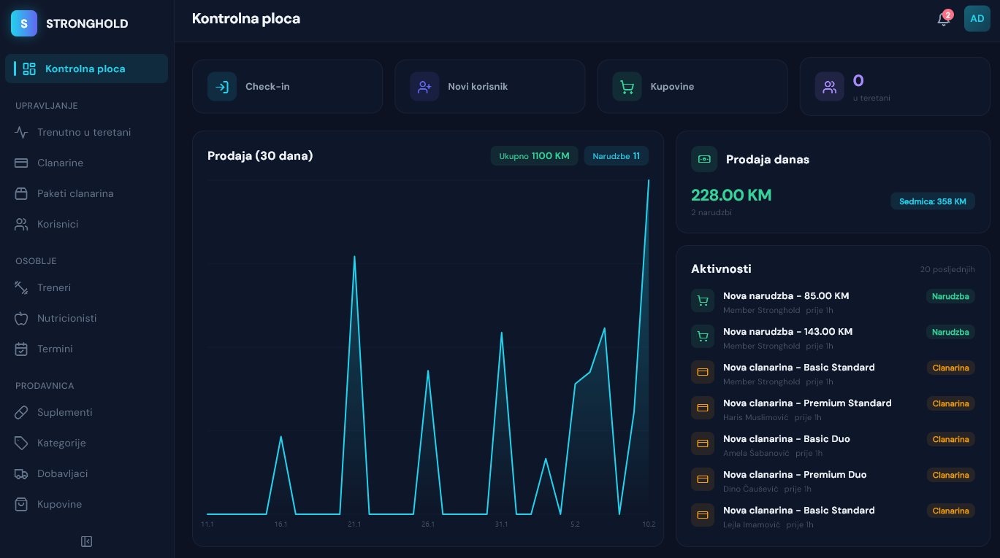 S STRONGHOLD
Kontrolna ploca
2
AD
Kontrolna ploca
UPRAVLJANJE
Trenutno u teretani
Clanarine
Paketi clanarina
Korisnici
OSOBLJE
Treneri
Nutricionisti
Termini
PRODAVNICA
Suplementi
Kategorije
Dobavljaci
Kupovine
Check-in
Novi korisnik
Kupovine
0
u teretani
Prodaja (30 dana)
Ukupno 1100 KM
Narudzbe 11
11.1 16.1 21.1 26.1 31.1 5.2 10.2
Prodaja danas
228.00 KM
2 narudzbi
Sedmica: 358 KM
Aktivnosti
20 posljednjih
Nova narudzba - 85.00 KM
Narudzba
Member Stronghold prije 1h
Nova narudzba - 143.00 KM
Narudzba
Member Stronghold prije 1h
Nova clanarina - Basic Standard
Clanarina
Member Stronghold prije 1h
Nova clanarina - Premium Standard
Clanarina
Haris Muslimović prije 1h
Nova clanarina - Basic Duo
Clanarina
Amela Šabanović prije 1h
Nova clanarina - Premium Duo
Clanarina
Dino Čaušević prije 1h
Nova clanarina - Basic Standard
Clanarina
Lejla Imamović prije 1h